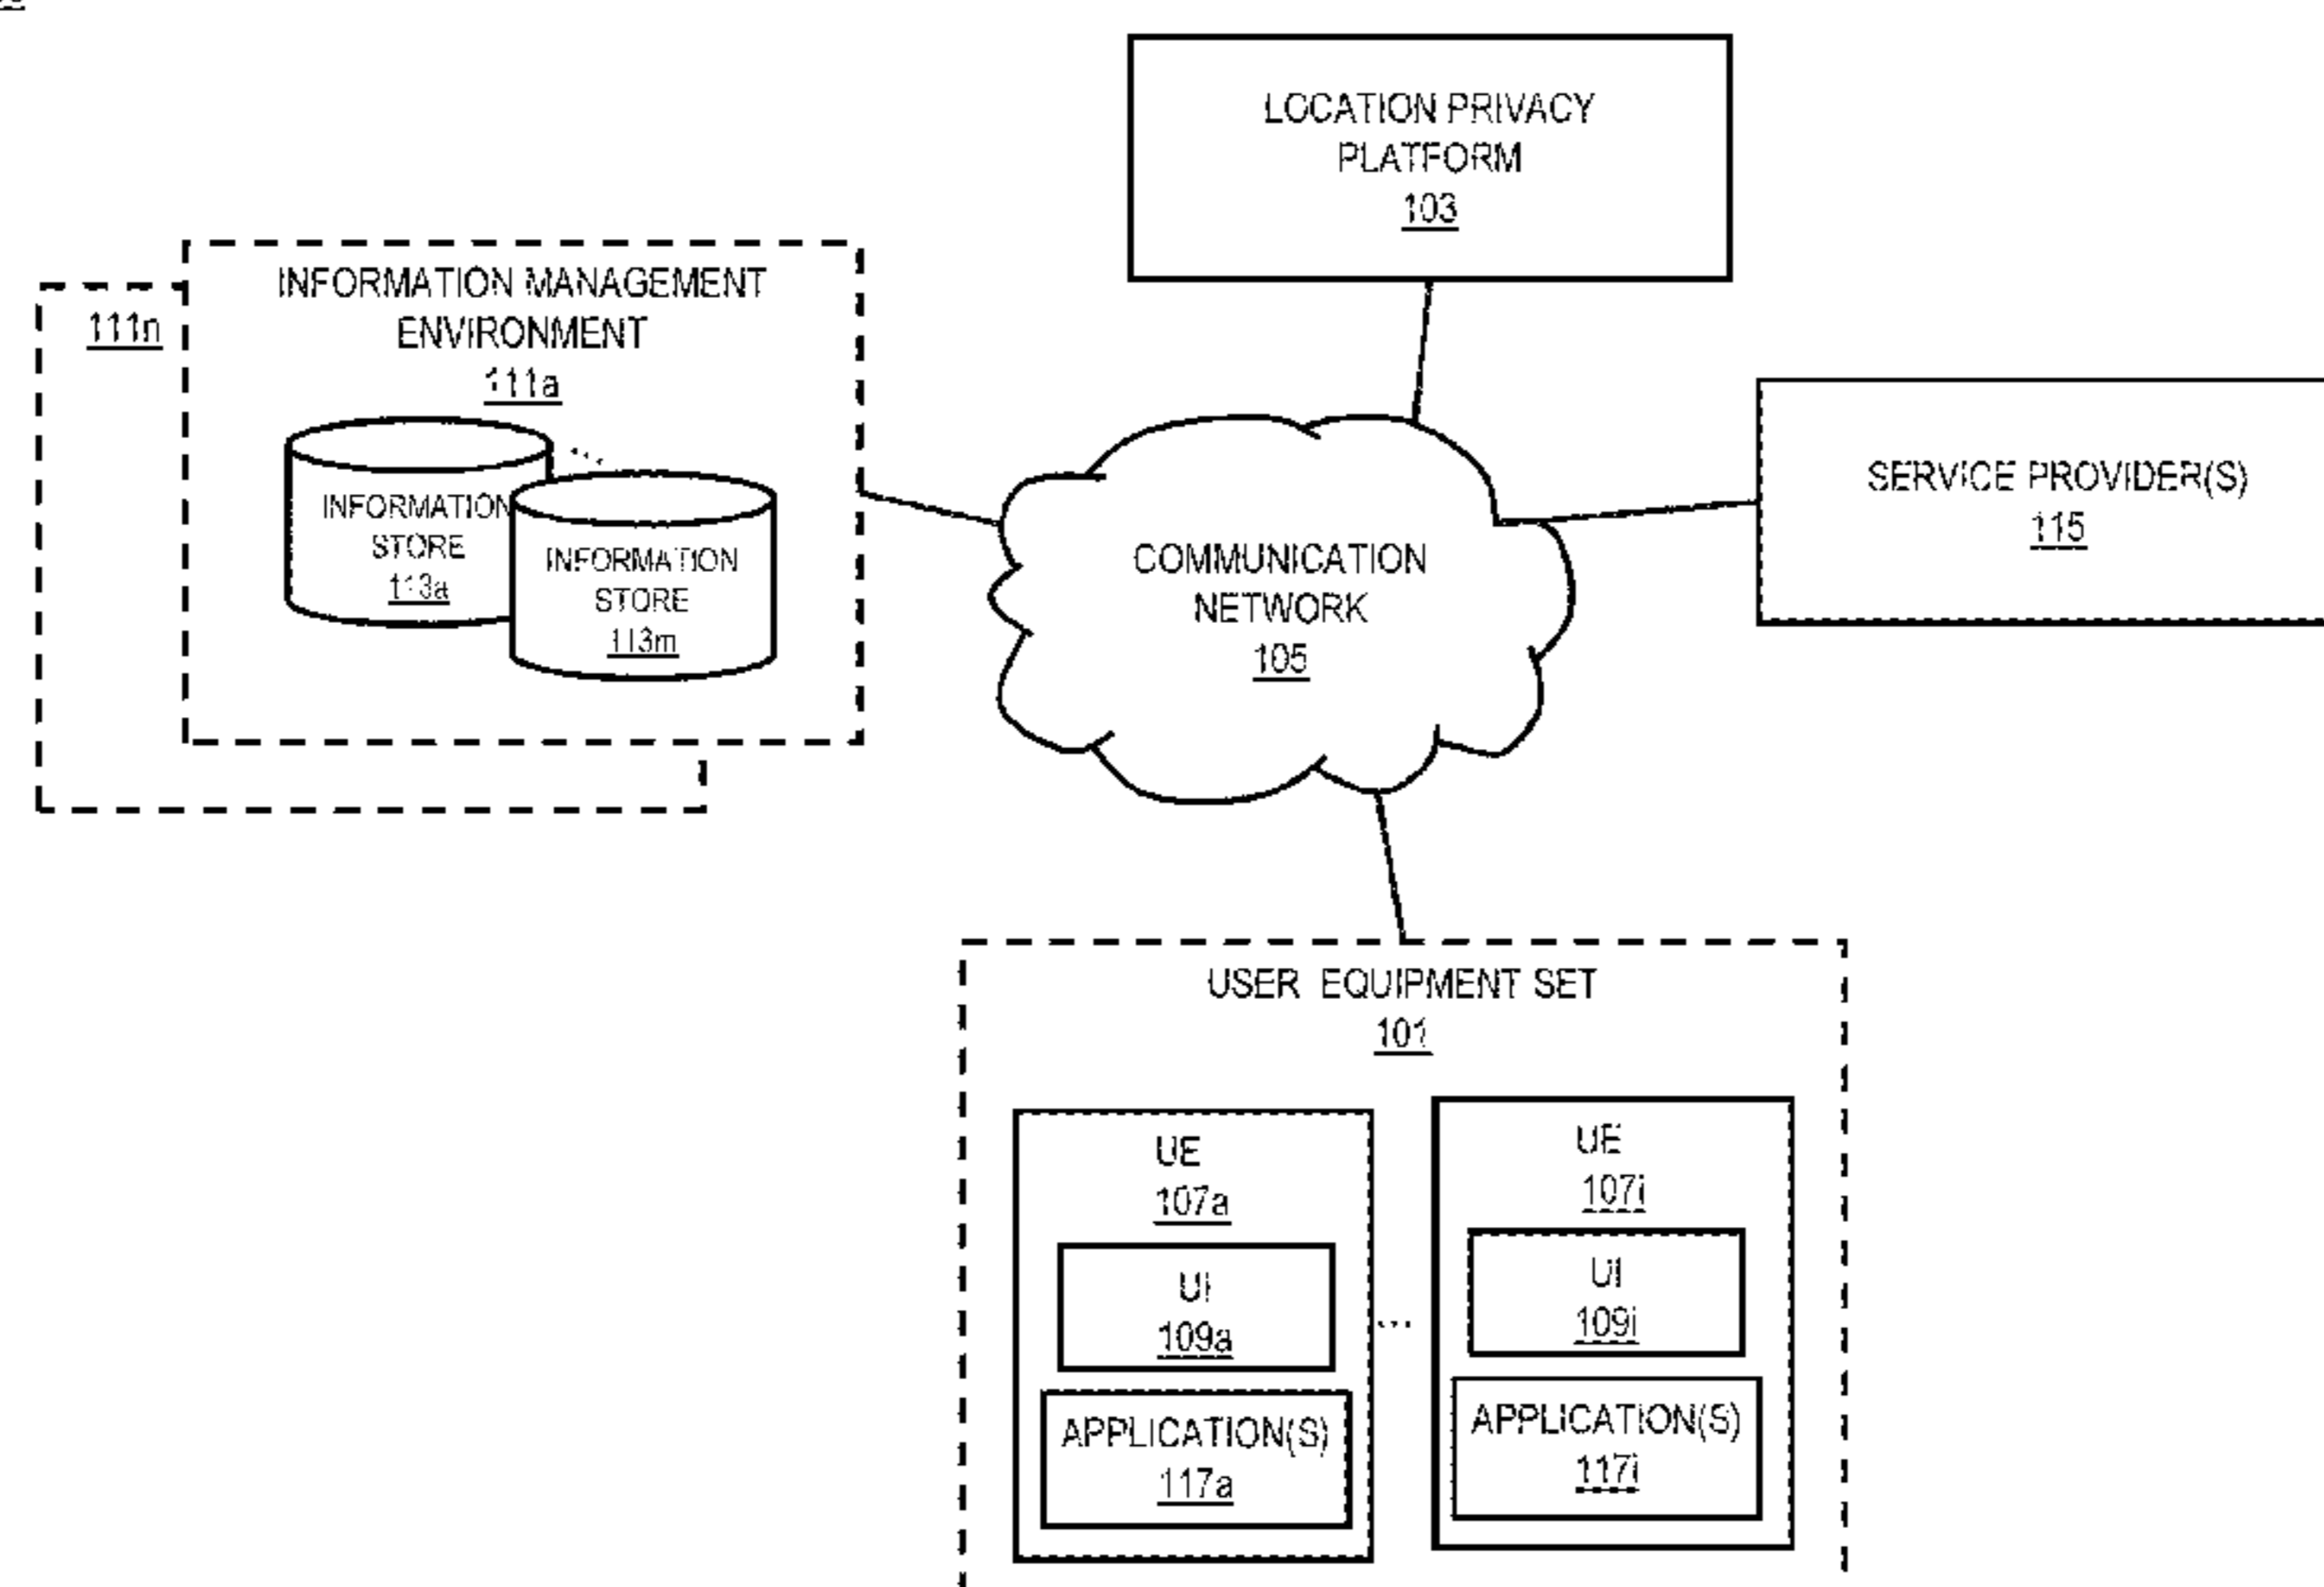 LOCATION PRIVACY
PLATFORM
103
INFORMATION MANAGEMENT
ENVIRONMENT
111a
111n
...
INFORMATION
STORE
113a
INFORMATION
STORE
113m
COMMUNICATION
NETWORK
105
SERVICE PROVIDER(S)
115
USER EQUIPMENT SET
101
UE
107a
UI
109a
APPLICATION(S)
117a
...
UE
107i
UI
109i
APPLICATION(S)
117i